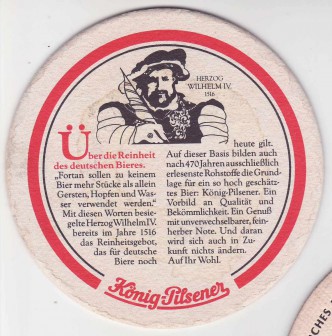 HERZOG
WILHELM IV.
1516
Über die Reinheit
des deutschen Bieres.
„Fortan sollen zu keinem
Bier mehr Stücke als allein
Gersten, Hopfen und Was-
ser verwendet werden.“
Mit diesen Worten besie-
gelte Herzog Wilhelm IV.
bereits im Jahre 1516
das Reinheitsgebot,
das für deutsche
Biere noch
heute gilt.
Auf dieser Basis bilden auch
nach 470 Jahren ausschließlich
erlesenste Rohstoffe die Grund-
lage für ein so hoch geschätz-
tes Bier: König-Pilsener. Ein
Vorbild an Qualität und
Bekömmlichkeit. Ein Genuß
mit unverwechselbarer, fein-
herber Note. Und daran
wird sich auch in Zu-
kunft nichts ändern.
Auf Ihr Wohl.
König-Pilsener
CHES